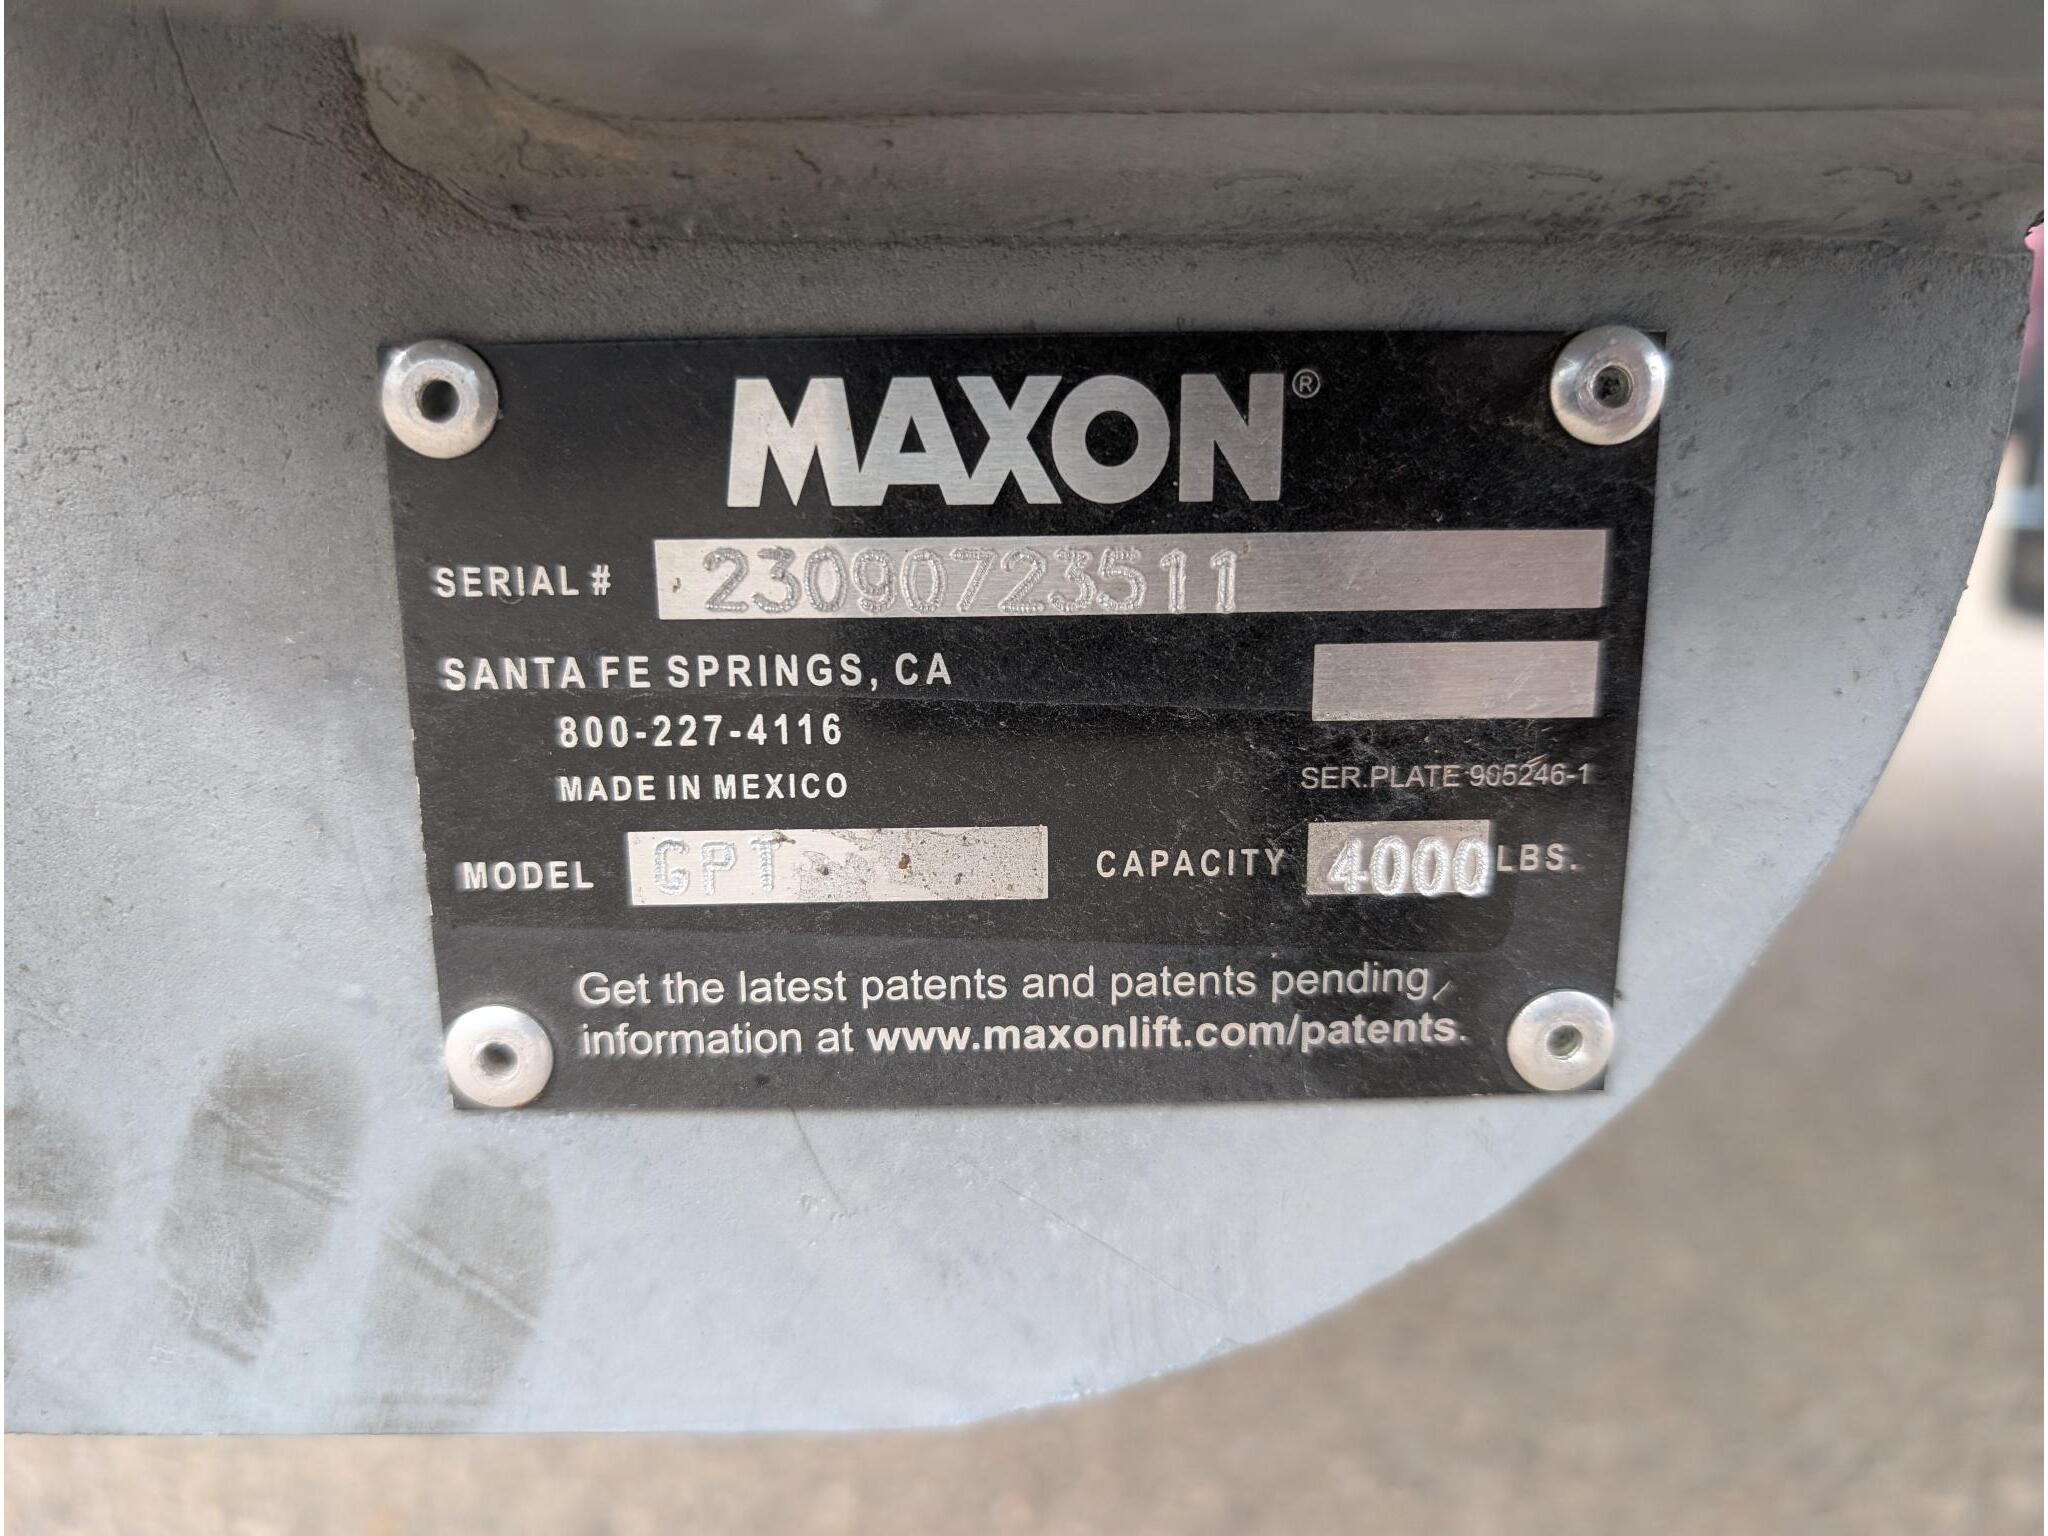 MAXON®
SERIAL # 23090723511
SANTA FE SPRINGS, CA
800-227-4116
MADE IN MEXICO
SER.PLATE 905246-1
MODEL GPT CAPACITY 4000 LBS.
Get the latest patents and patents pending
information at www.maxonlift.com/patents.